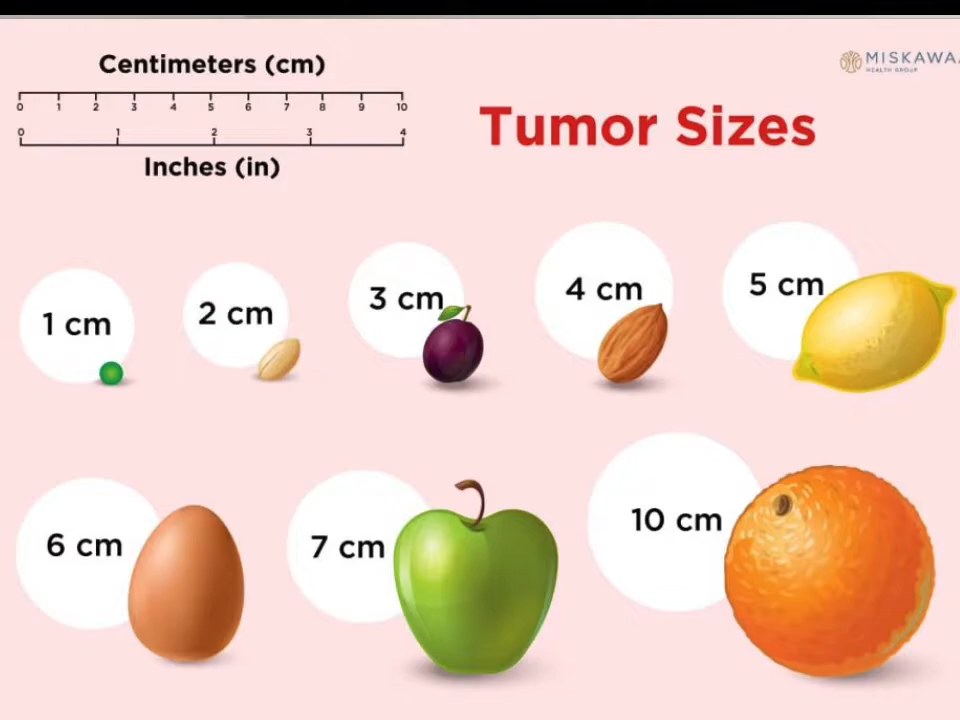 Centimeters (cm)
0 1 2 3 4 5 6 7 8 9 10
0 1 2 3 4
Inches (in)
HEALTH GROUP
Tumor Sizes
1 cm
2 cm
3 cm
4 cm
5 cm
6 cm
7 cm
10 cm